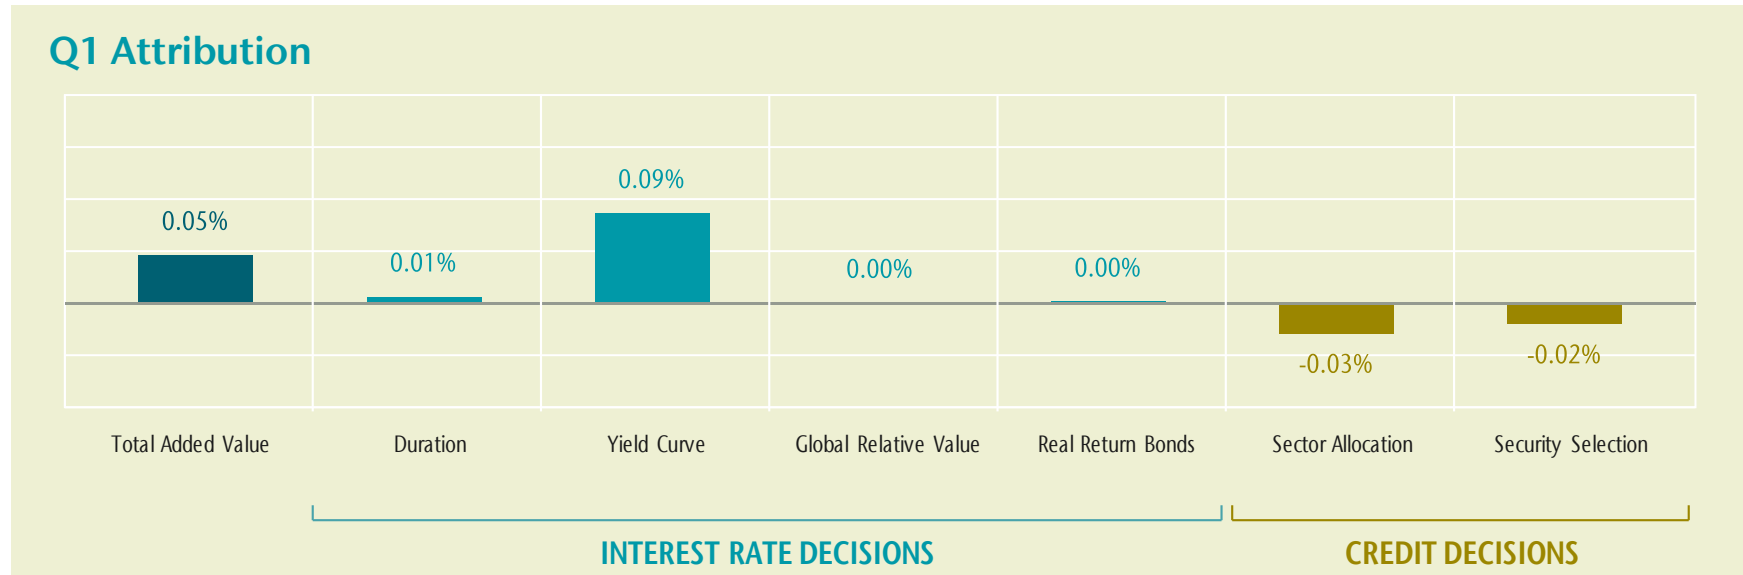 Q1 Attribution
0.09%
0.05%
0.01%
0.00%
0.00%
-0.03%
-0.02%
Total Added Value
Duration
Yield Curve
Global Relative Value
Real Return Bonds
Sector Allocation
Security Selection
INTEREST RATE DECISIONS
CREDIT DECISIONS